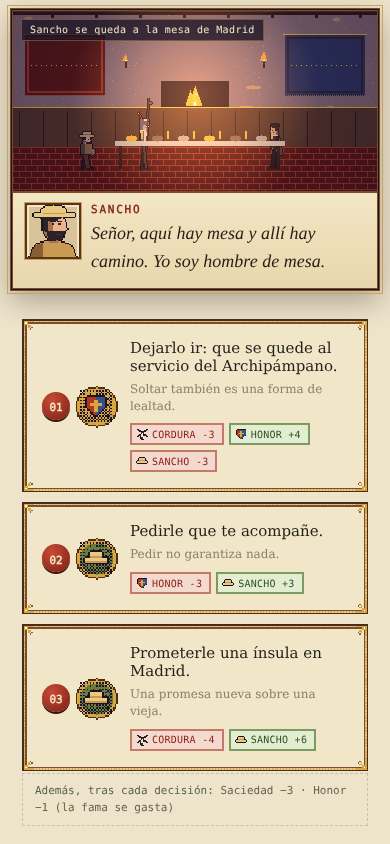 Sancho se queda a la mesa de Madrid
SANCHO
Señor, aquí hay mesa y allí hay
camino. Yo soy hombre de mesa.
01
Dejarlo ir: que se quede al
servicio del Archipámpano.
Soltar también es una forma de
lealtad.
CORDURA -3 HONOR +4
SANCHO -3
02
Pedirle que te acompañe.
Pedir no garantiza nada.
HONOR -3 SANCHO +3
03
Prometerle una ínsula en
Madrid.
Una promesa nueva sobre una
vieja.
CORDURA -4 SANCHO +6
Además, tras cada decisión: Saciedad −3 · Honor
−1 (la fama se gasta)